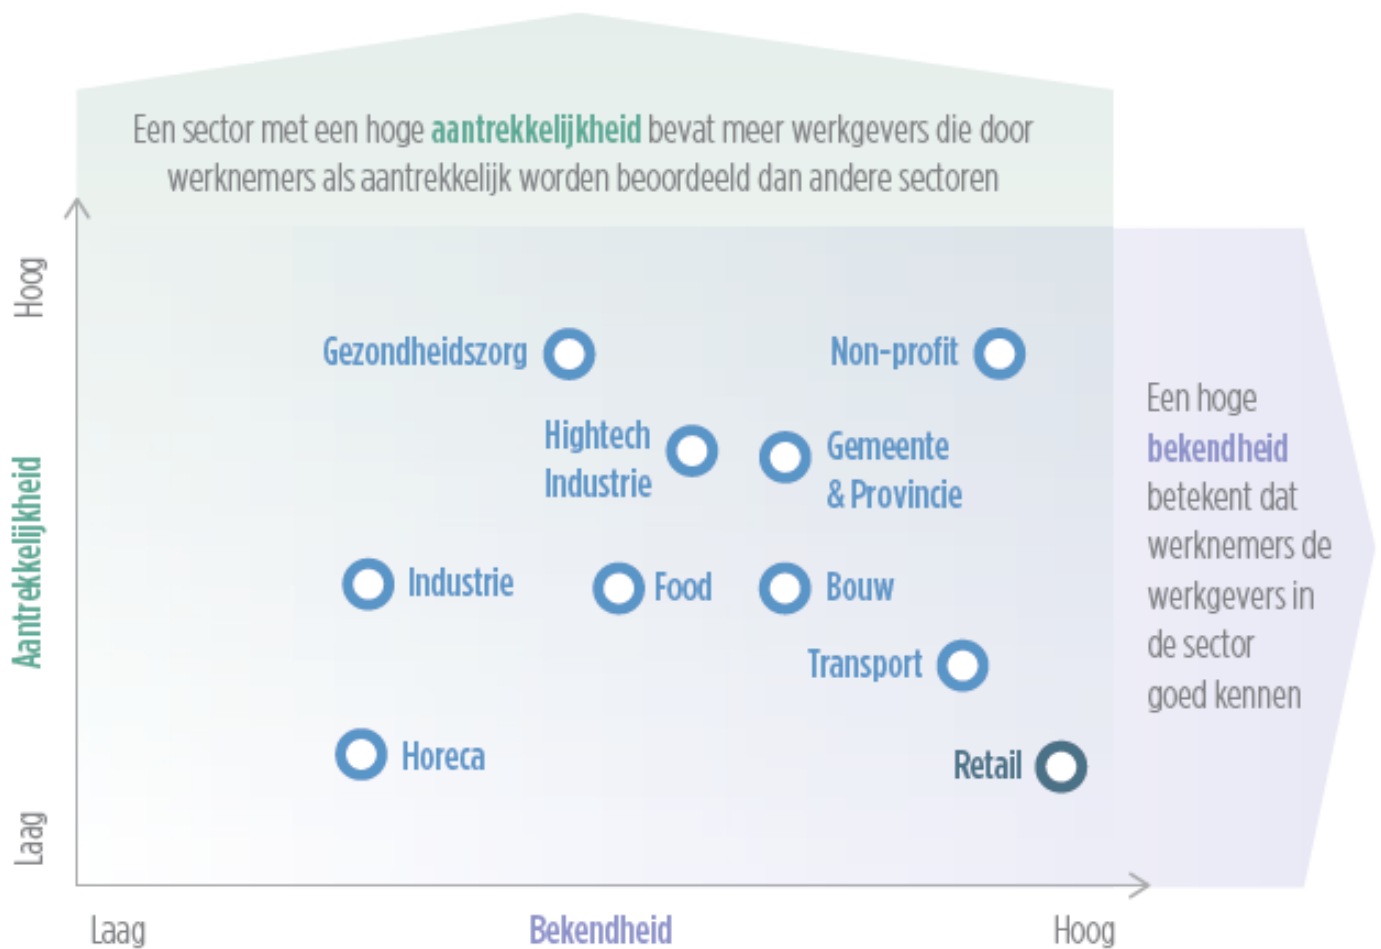 Een sector met een hoge aantrekkelijkheid bevat meer werkgevers die door
werknemers als aantrekkelijk worden beoordeeld dan andere sectoren
Hoog
Aantrekkelijkheid
Laag
Gezondheidszorg
Non-profit
Hightech
Industrie
Gemeente
& Provincie
Industrie
Food
Bouw
Transport
Horeca
Retail
Een hoge
bekendheid
betekent dat
werknemers de
werkgevers in
de sector
goed kennen
Laag
Bekendheid
Hoog